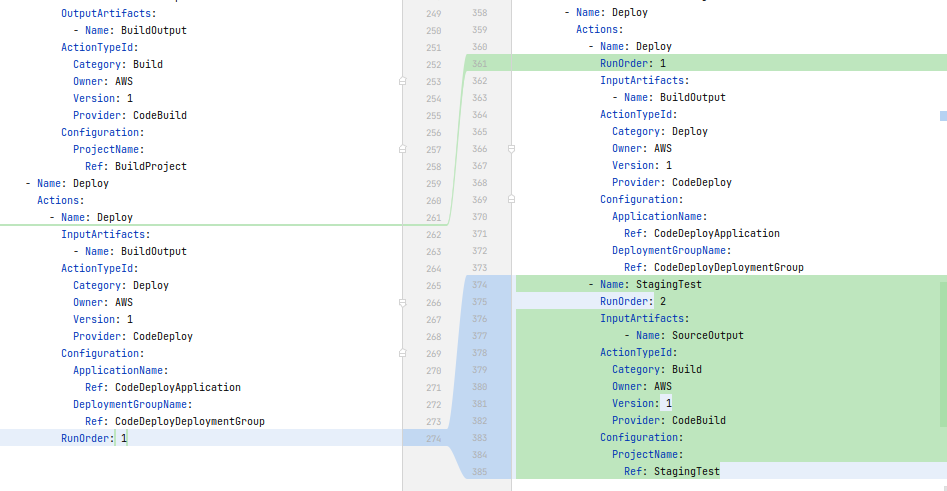 OutputArtifacts:
- Name: BuildOutput
ActionTypeId:
Category: Build
Owner: AWS
Version: 1
Provider: CodeBuild
Configuration:
ProjectName:
Ref: BuildProject
- Name: Deploy
Actions:
- Name: Deploy
InputArtifacts:
- Name: BuildOutput
ActionTypeId:
Category: Deploy
Owner: AWS
Version: 1
Provider: CodeDeploy
Configuration:
ApplicationName:
Ref: CodeDeployApplication
DeploymentGroupName:
Ref: CodeDeployDeploymentGroup
RunOrder: 1
249
250
251
252
253
254
255
256
257
258
259
260
261
262
263
264
265
266
267
268
269
270
271
272
273
274
358
359
360
361
362
363
364
365
366
367
368
369
370
371
372
373
374
375
376
377
378
379
380
381
382
383
384
385
- Name: Deploy
Actions:
- Name: Deploy
RunOrder: 1
InputArtifacts:
- Name: BuildOutput
ActionTypeId:
Category: Deploy
Owner: AWS
Version: 1
Provider: CodeDeploy
Configuration:
ApplicationName:
Ref: CodeDeployApplication
DeploymentGroupName:
Ref: CodeDeployDeploymentGroup
- Name: StagingTest
RunOrder: 2
InputArtifacts:
- Name: SourceOutput
ActionTypeId:
Category: Build
Owner: AWS
Version: 1
Provider: CodeBuild
Configuration:
ProjectName:
Ref: StagingTest